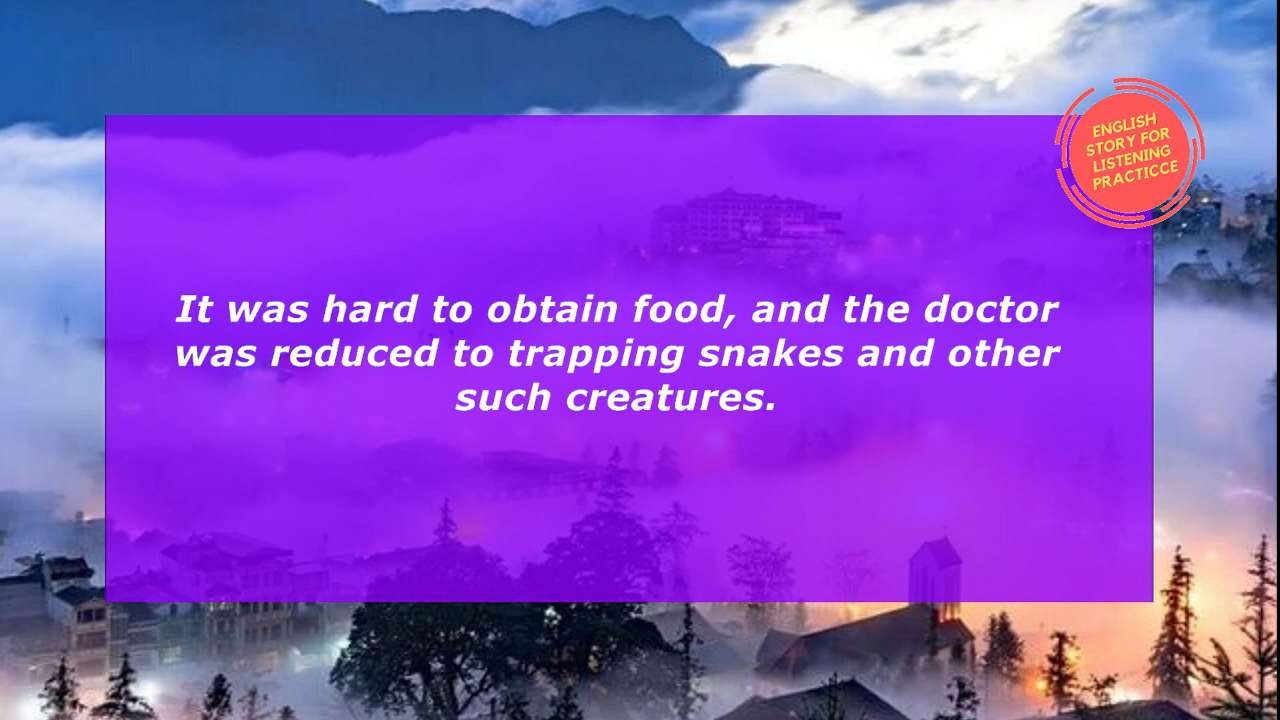 ENGLISH
STORY FOR
LISTENING
PRACTICCE
It was hard to obtain food, and the doctor
was reduced to trapping snakes and other
such creatures.